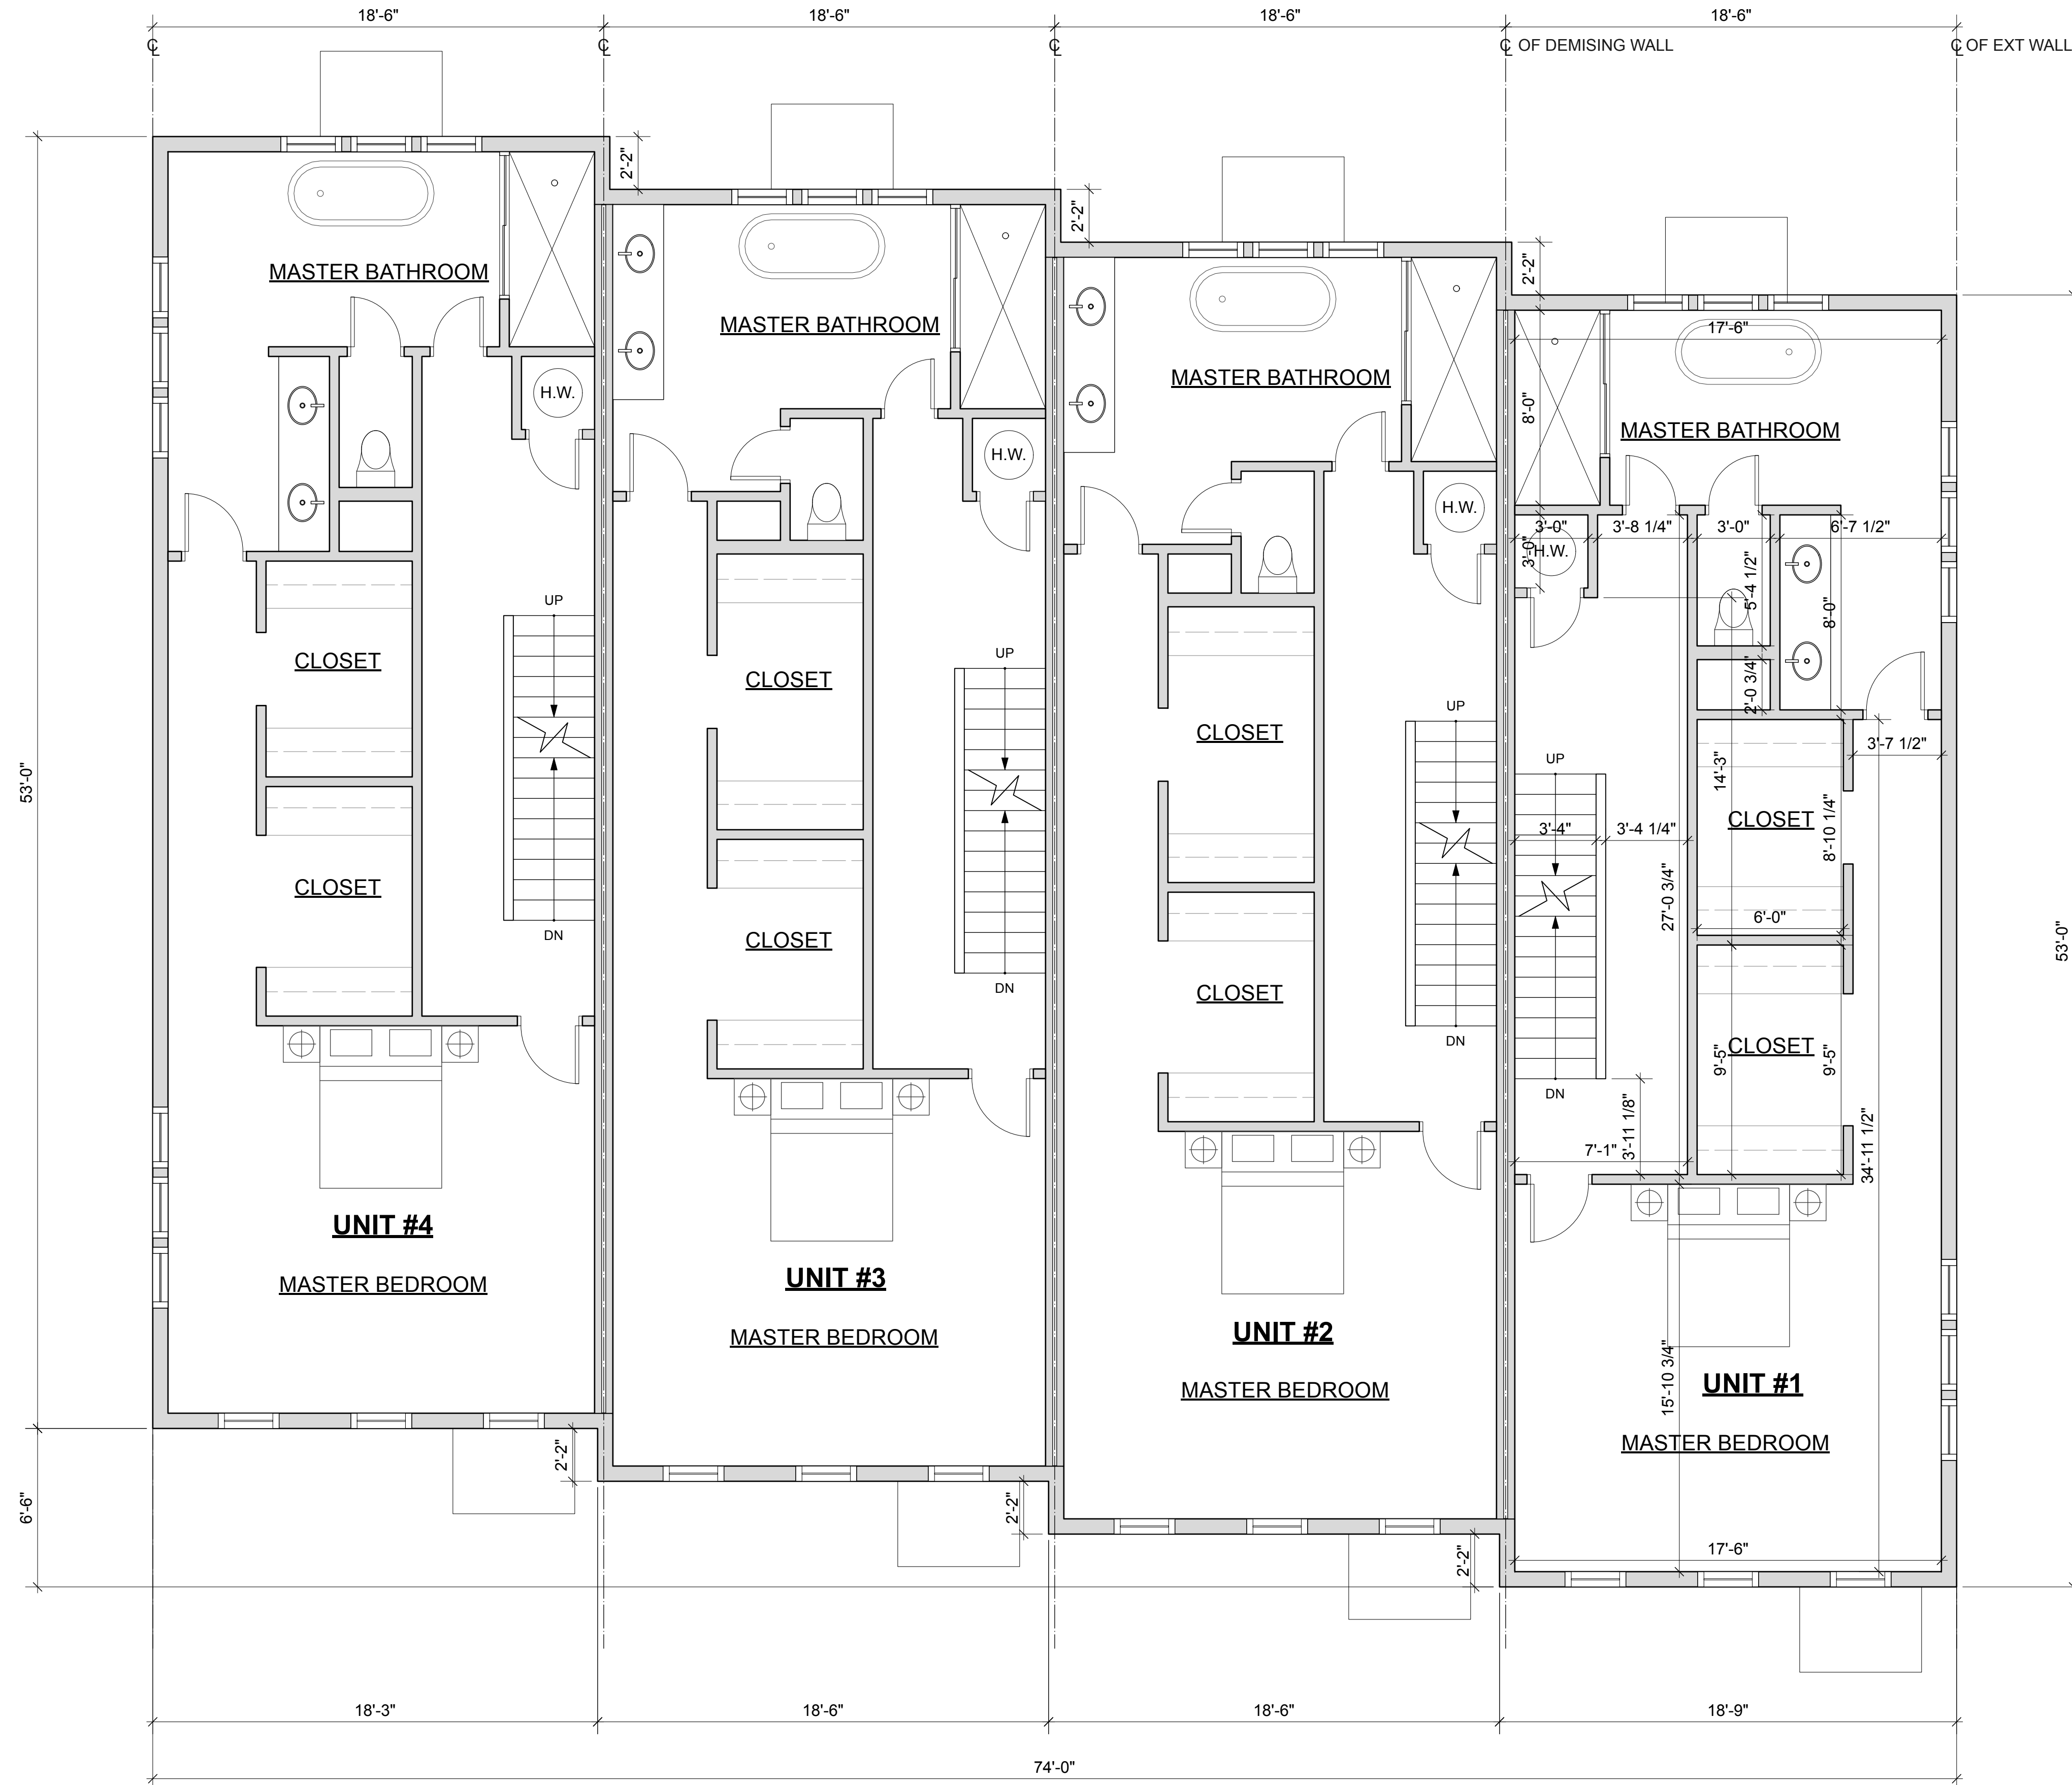 18'-6"
18'-6"
18'-6"
18'-6"
℄
℄
℄
℄ OF DEMISING WALL
℄ OF EXT WALL
2'-2"
2'-2"
2'-2"
53'-0"
6'-6"
MASTER BATHROOM
H.W.
UP
DN
CLOSET
CLOSET
UNIT #4
MASTER BEDROOM
2'-2"
MASTER BATHROOM
H.W.
UP
DN
CLOSET
CLOSET
UNIT #3
MASTER BEDROOM
2'-2"
MASTER BATHROOM
H.W.
UP
DN
CLOSET
CLOSET
UNIT #2
MASTER BEDROOM
2'-2"
17'-6"
8'-0"
MASTER BATHROOM
3'-0"
3'-8 1/4"
3'-0"
6'-7 1/2"
3'-0"
H.W.
5'-4 1/2"
8'-0"
2'-0 3/4"
3'-7 1/2"
UP
14'-3"
CLOSET
8'-10 1/4"
3'-4"
3'-4 1/4"
27'-0 3/4"
6'-0"
53'-0"
CLOSET
9'-5"
9'-5"
DN
3'-11 1/8"
7'-1"
34'-11 1/2"
15'-10 3/4"
UNIT #1
MASTER BEDROOM
17'-6"
18'-3"
18'-6"
18'-6"
18'-9"
74'-0"